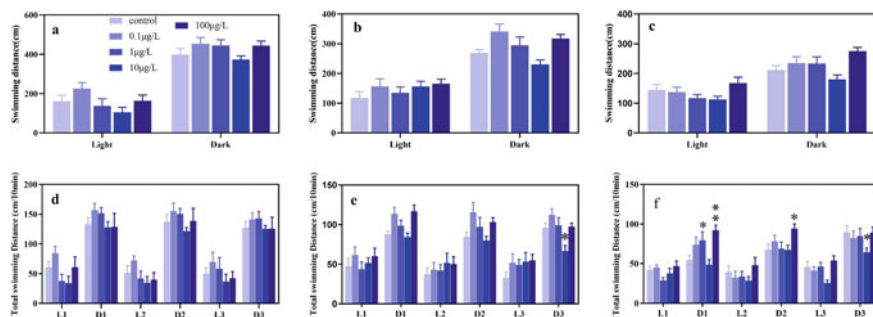 a
control
0.1μg/L
1μg/L
10μg/L
100μg/L
Swimming distance(cm)
600
400
200
0
Light
Dark
b
Swimming distance(cm)
400
300
200
100
0
Light
Dark
c
Swimming distance(cm)
400
300
200
100
0
Light
Dark
d
Total swimming Distance (cm/10min)
200
150
100
50
0
L1
D1
L2
D2
L3
D3
e
Total swimming Distance (cm/10min)
150
100
50
0
L1
D1
L2
D2
L3
D3
*
f
Total swimming Distance (cm/10min)
150
100
50
0
L1
D1
L2
D2
L3
D3
*
**
*
*